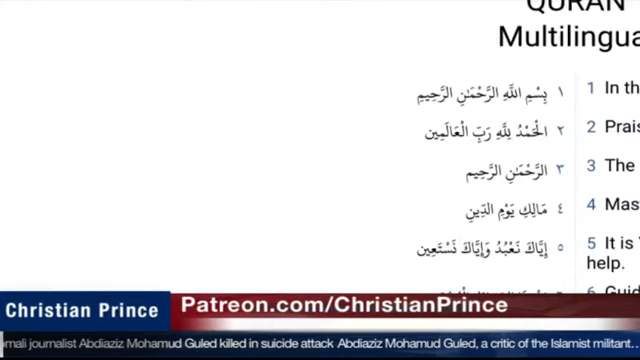 QURAN
Multilingua
١ بِسْمِ اللَّهِ الرَّحْمَٰنِ الرَّحِيمِ
1 In th
٢ الْحَمْدُ لِلَّهِ رَبِّ الْعَالَمِين
2 Prais
٣ الرَّحْمَٰنِ الرَّحِيم
3 The
٤ مَالِكِ يَوْمِ الدِّينِ
4 Mas
٥ إِيَّاكَ نَعْبُدُ وَإِيَّاكَ نَسْتَعِين
5 It is
help.
6 Guid
Christian Prince
Patreon.com/ChristianPrince
omali journalist Abdiaziz Mohamud Guled killed in suicide attack Abdiaziz Mohamud Guled, a critic of the Islamist militant...